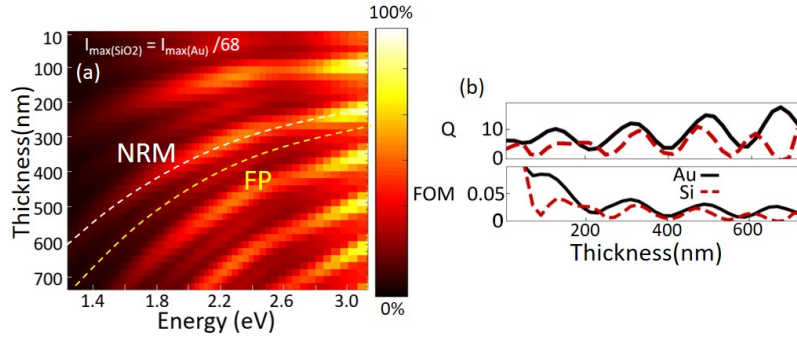 100%
I max(SiO2) = I max(Au) /68
(a)
10
100
200
300
400
500
600
700
Thickness(nm)
NRM
FP
1.4
1.8
2.2
2.6
3.0
Energy (eV)
0%
(b)
Q
10
0
FOM
0.05
0
Au
Si
200
400
600
Thickness(nm)